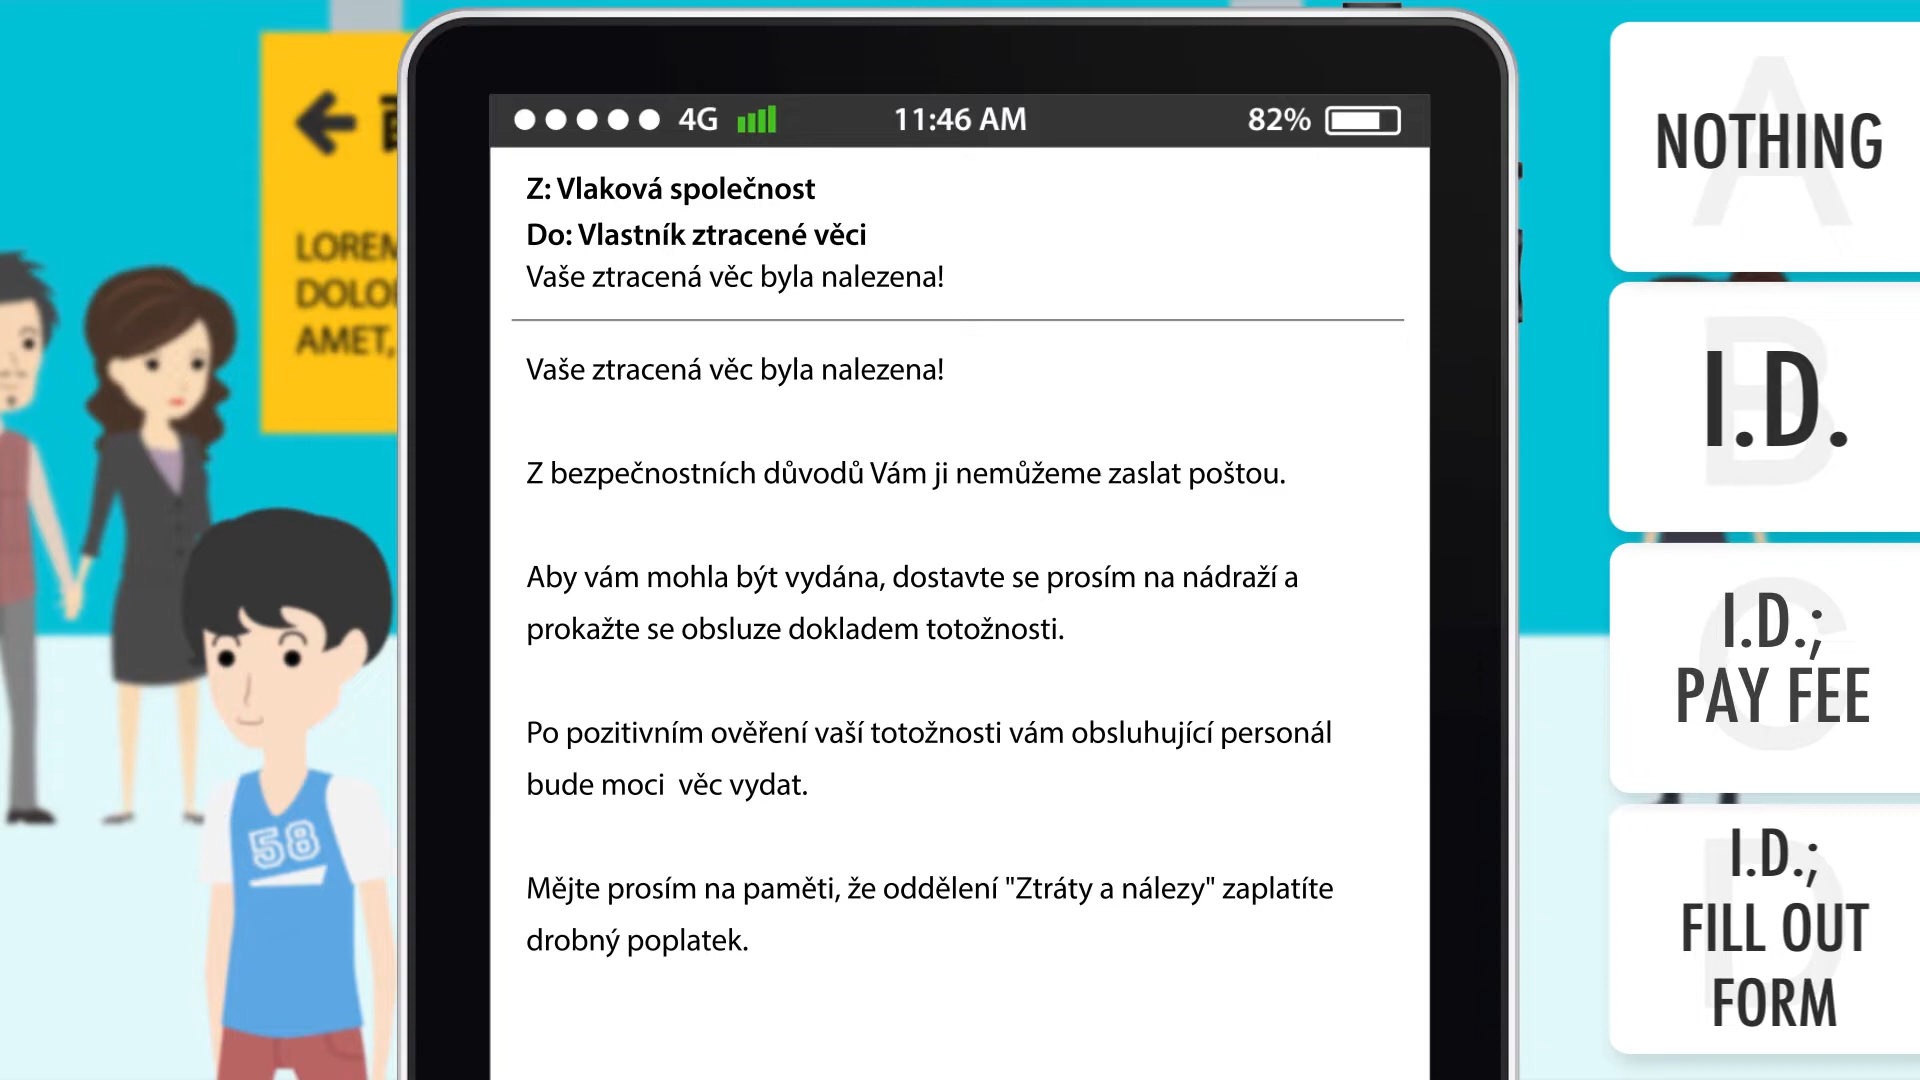 LOREM
DOLO
AMET,
58
4G 11:46 AM 82%
Z: Vlaková společnost
Do: Vlastník ztracené věci
Vaše ztracená věc byla nalezena!
Vaše ztracená věc byla nalezena!
Z bezpečnostních důvodů Vám ji nemůžeme zaslat poštou.
Aby vám mohla být vydána, dostavte se prosím na nádraží a
prokažte se obsluze dokladem totožnosti.
Po pozitivním ověření vaší totožnosti vám obsluhující personál
bude moci věc vydat.
Mějte prosím na paměti, že oddělení "Ztráty a nálezy" zaplatíte
drobný poplatek.
A
NOTHING
B
I.D.
C
I.D.;
PAY FEE
D
I.D.;
FILL OUT
FORM